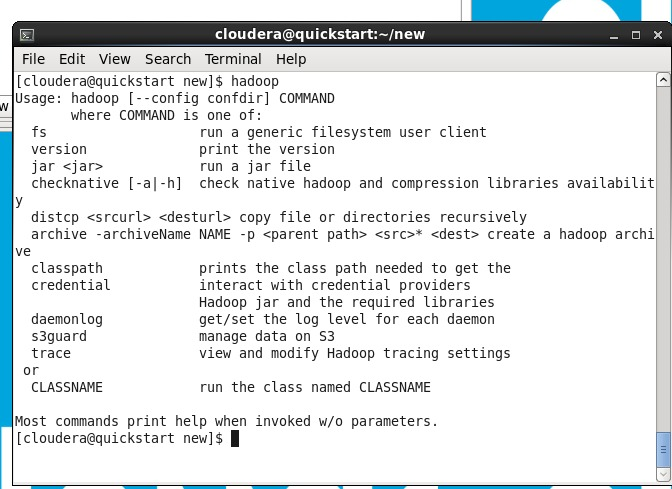 cloudera@quickstart:~/new
File Edit View Search Terminal Help
[cloudera@quickstart new]$ hadoop
Usage: hadoop [--config confdir] COMMAND
       where COMMAND is one of:
  fs                   run a generic filesystem user client
  version              print the version
  jar <jar>            run a jar file
  checknative [-a|-h]  check native hadoop and compression libraries availabilit
y
  distcp <srcurl> <desturl> copy file or directories recursively
  archive -archiveName NAME -p <parent path> <src>* <dest> create a hadoop archi
ve
  classpath            prints the class path needed to get the
  credential           interact with credential providers
                       Hadoop jar and the required libraries
  daemonlog            get/set the log level for each daemon
  s3guard              manage data on S3
  trace                view and modify Hadoop tracing settings
 or
  CLASSNAME            run the class named CLASSNAME

Most commands print help when invoked w/o parameters.
[cloudera@quickstart new]$